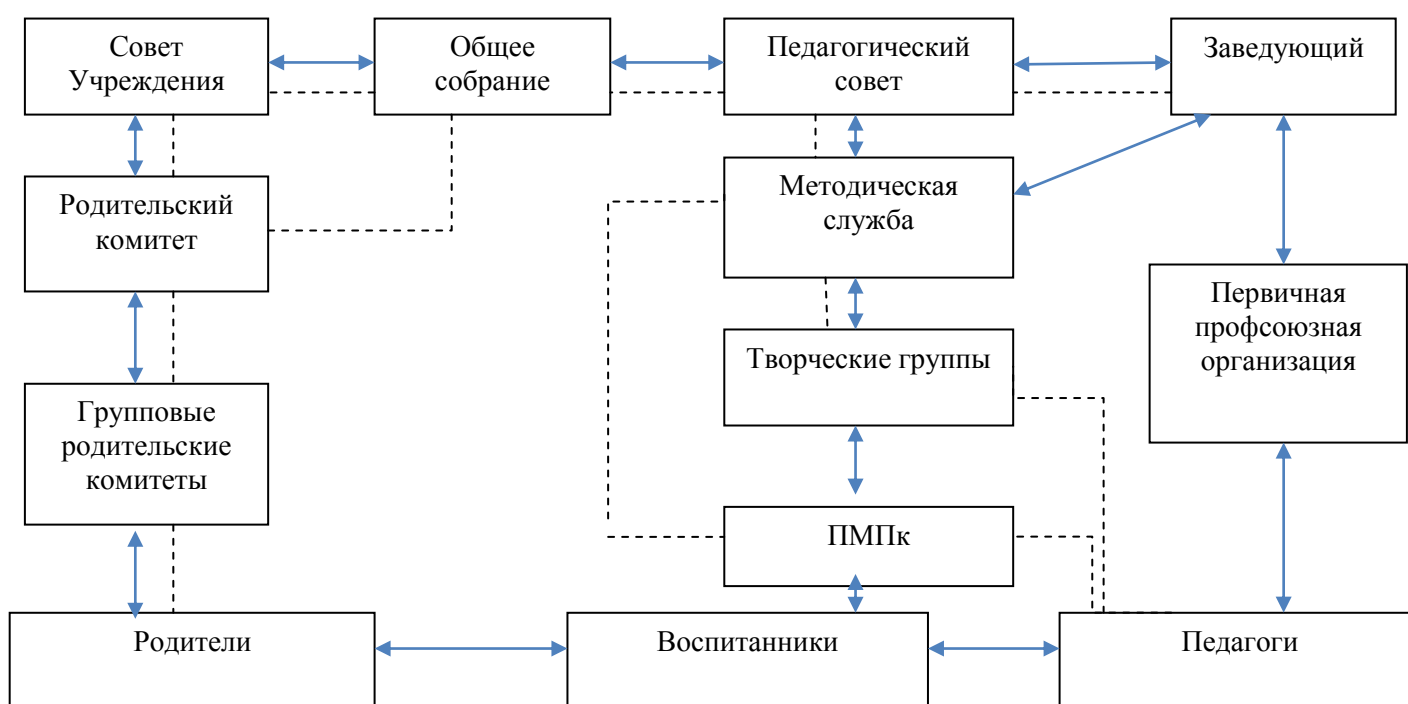 Совет
Учреждения
Общее
собрание
Педагогический
совет
Заведующий
Родительский
комитет
Методическая
служба
Первичная
профсоюзная
организация
Творческие группы
Групповые
родительские
комитеты
ПМПк
Родители
Воспитанники
Педагоги